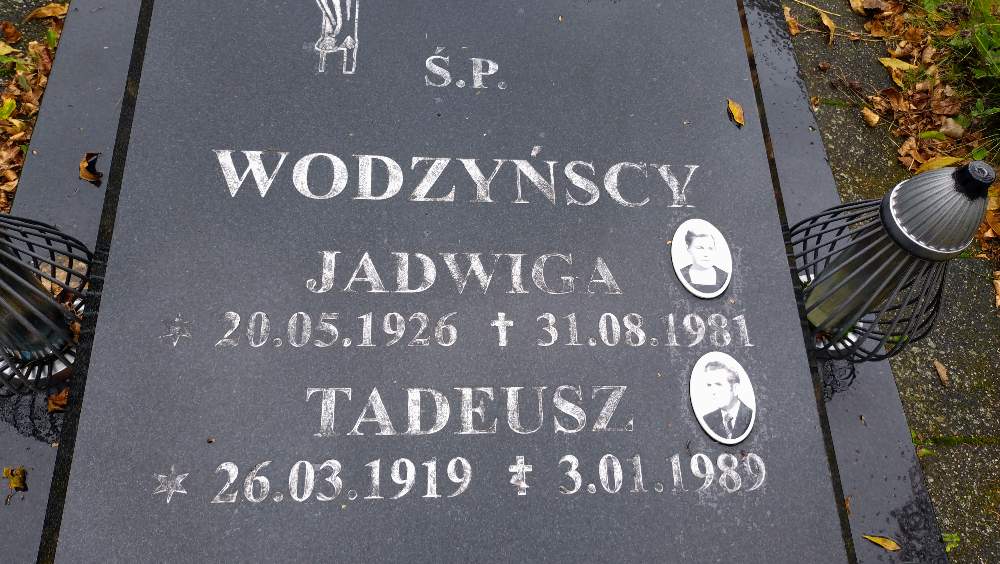 Ś.P.
WODZYŃSCY
JADWIGA
20.05.1926 31.08.1981
TADEUSZ
26.03.1919 3.01.1989